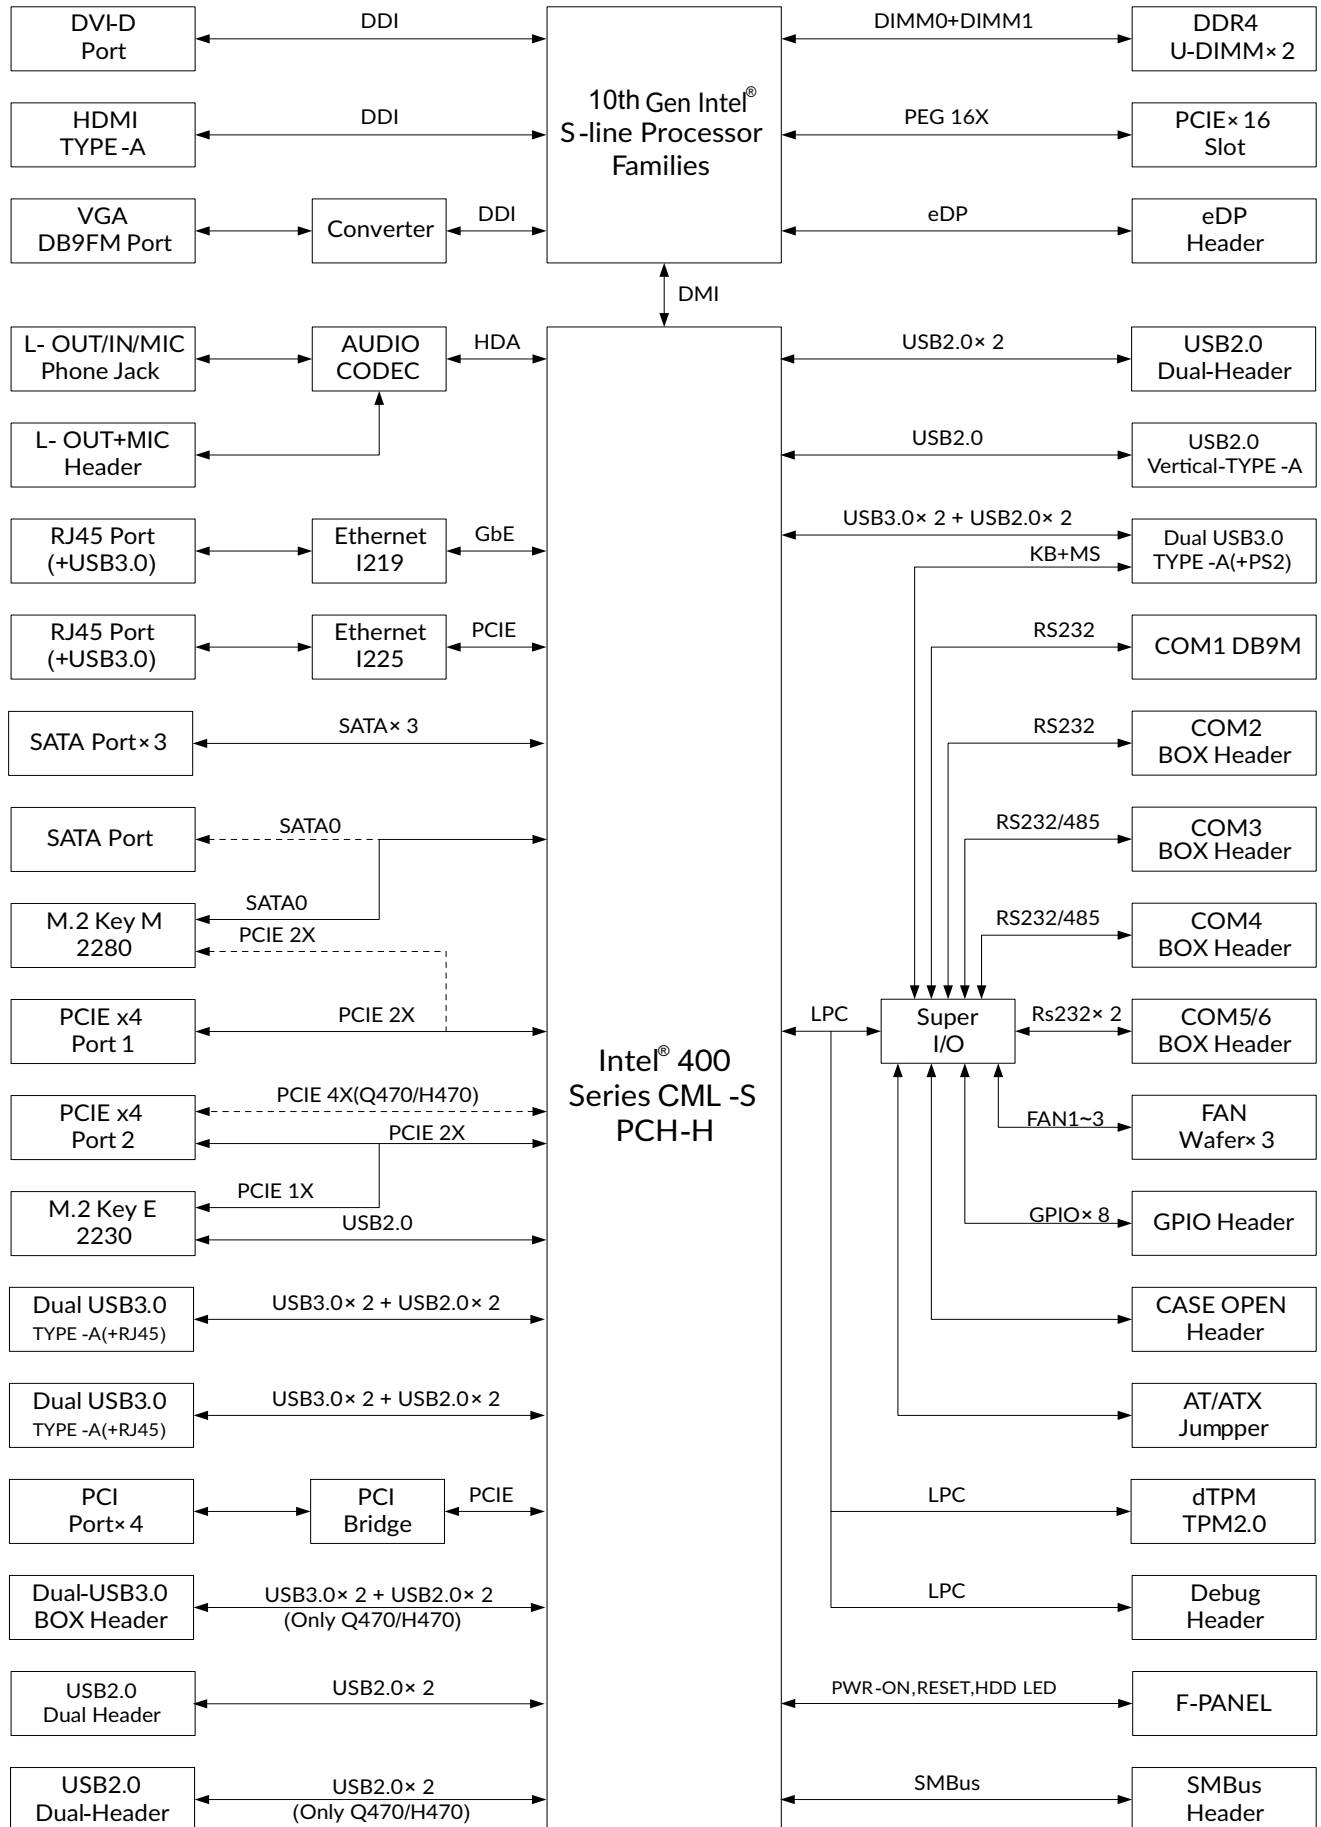 DVI-D
Port
DDI
10th Gen Intel®
S-line Processor
Families
DIMM0+DIMM1
DDR4
U-DIMM×2
HDMI
TYPE-A
DDI
PEG 16X
PCIE×16
Slot
VGA
DB9FM Port
Converter
DDI
eDP
eDP
Header
DMI
L- OUT/IN/MIC
Phone Jack
AUDIO
CODEC
HDA
USB2.0×2
USB2.0
Dual-Header
L- OUT+MIC
Header
USB2.0
USB2.0
Vertical-TYPE-A
RJ45 Port
(+USB3.0)
Ethernet
I219
GbE
USB3.0×2 + USB2.0×2
KB+MS
Dual USB3.0
TYPE-A(+PS2)
RJ45 Port
(+USB3.0)
Ethernet
I225
PCIE
RS232
COM1 DB9M
SATA Port×3
SATA×3
RS232
COM2
BOX Header
SATA Port
SATA0
RS232/485
COM3
BOX Header
M.2 Key M
2280
SATA0
PCIE 2X
RS232/485
COM4
BOX Header
PCIE x4
Port 1
PCIE 2X
Intel® 400
Series CML -S
PCH-H
LPC
Super
I/O
Rs232×2
COM5/6
BOX Header
PCIE x4
Port 2
PCIE 4X(Q470/H470)
PCIE 2X
FAN1~3
FAN
Wafer×3
M.2 Key E
2230
PCIE 1X
USB2.0
GPIO×8
GPIO Header
Dual USB3.0
TYPE-A(+RJ45)
USB3.0×2 + USB2.0×2
CASE OPEN
Header
Dual USB3.0
TYPE-A(+RJ45)
USB3.0×2 + USB2.0×2
AT/ATX
Jumpper
PCI
Port×4
PCI
Bridge
PCIE
LPC
dTPM
TPM2.0
Dual-USB3.0
BOX Header
USB3.0×2 + USB2.0×2
(Only Q470/H470)
LPC
Debug
Header
USB2.0
Dual Header
USB2.0×2
PWR-ON,RESET,HDD LED
F-PANEL
USB2.0
Dual-Header
USB2.0×2
(Only Q470/H470)
SMBus
SMBus
Header